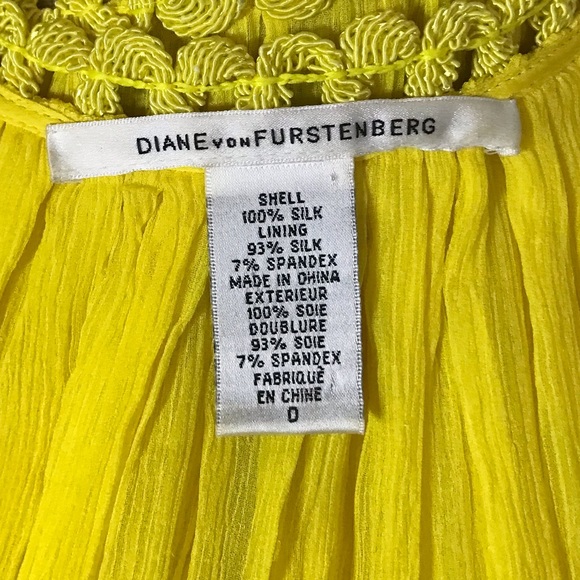 DIANE VON FURSTENBERG
SHELL
100% SILK
LINING
93% SILK
7% SPANDEX
MADE IN CHINA
EXTERIEUR
100% SOIE
DOUBLURE
93% SOIE
7% SPANDEX
FABRIQUÉ
EN CHINE
0